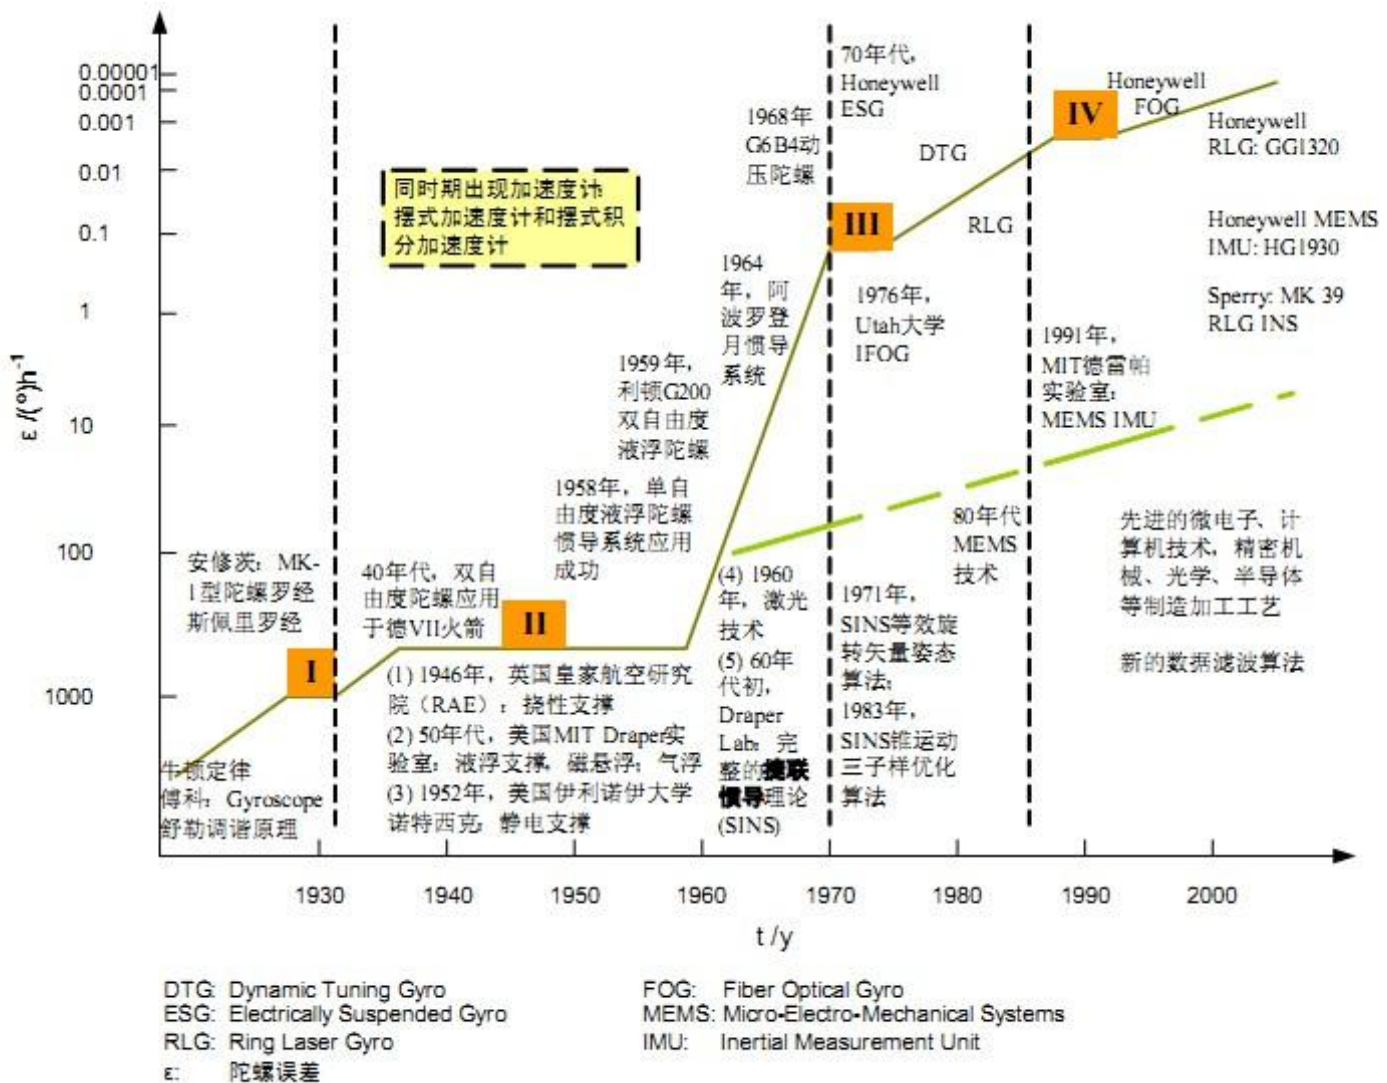 0.00001
0.0001
0.001
0.01
0.1
1
10
100
1000
ε /(°)h⁻¹
同时期出现加速度计:
摆式加速度计和摆式积
分加速度计
安修茨：MK-
1型陀螺罗经
斯佩里罗经
I
牛顿定律
傅科：Gyroscope
舒勒调谐原理
40年代，双自
由度陀螺应用
于德VII火箭
II
(1) 1946年，英国皇家航空研究
院（RAE）：挠性支撑
(2) 50年代，美国MIT Draper实
验室：液浮支撑，磁悬浮；气浮
(3) 1952年，美国伊利诺伊大学
诺特西克：静电支撑
1958年，单自
由度液浮陀螺
惯导系统应用
成功
1959年，
利顿G200
双自由度
液浮陀螺
1964
年，阿
波罗登
月惯导
系统
1968年
G6B4动
压陀螺
(4) 1960
年，激光
技术
(5) 60年
代初，
Draper
Lab：完
整的捷联
惯导理论
(SINS)
70年代，
Honeywell
ESG
DTG
III
RLG
1976年，
Utah大学
IFOG
80年代
MEMS
技术
1971年，
SINS等效旋
转矢量姿态
算法；
1983年，
SINS锥运动
三子样优化
算法
IV
Honeywell
FOG
Honeywell
RLG: GG1320
Honeywell MEMS
IMU: HG1930
Sperry: MK 39
RLG INS
1991年，
MIT德雷帕
实验室：
MEMS IMU
先进的微电子、计
算机技术，精密机
械、光学、半导体
等制造加工工艺
新的数据滤波算法
1930
1940
1950
1960
1970
1980
1990
2000
t /y
DTG: Dynamic Tuning Gyro
ESG: Electrically Suspended Gyro
RLG: Ring Laser Gyro
ε: 陀螺误差
FOG: Fiber Optical Gyro
MEMS: Micro-Electro-Mechanical Systems
IMU: Inertial Measurement Unit